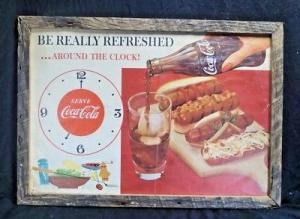 BE REALLY REFRESHED
...AROUND THE CLOCK!
Coca-Cola
12
SERVE
Coca-Cola
9
3
6